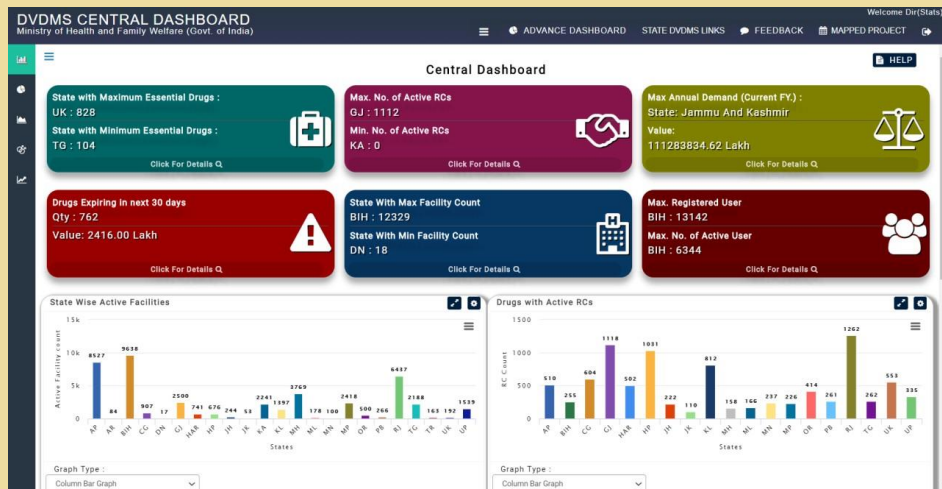 DVDMS CENTRAL DASHBOARD
Ministry of Health and Family Welfare (Govt. of India)
Welcome Dir(Stats)
ADVANCE DASHBOARD STATE DVDMS LINKS FEEDBACK MAPPED PROJECT
Central Dashboard
HELP
State with Maximum Essential Drugs :
UK : 828
State with Minimum Essential Drugs :
TG : 104
Click For Details
Max. No. of Active RCs
GJ : 1112
Min. No. of Active RCs
KA : 0
Click For Details
Max Annual Demand (Current FY.) :
State: Jammu And Kashmir
Value:
111283834.62 Lakh
Click For Details
Drugs Expiring in next 30 days
Qty : 762
Value: 2416.00 Lakh
Click For Details
State With Max Facility Count
BIH : 12329
State With Min Facility Count
DN : 18
Click For Details
Max. Registered User
BIH : 13142
Max. No. of Active User
BIH : 6344
Click For Details
State Wise Active Facilities
Active Facility count
15k
10k
5k
0
8527 84 9638 907 17 2500 741 676 244 53 2241 1397 3769 178 100 2418 500 266 6437 2188 163 192 1539
AP AR BIH CG DN GJ HAR HP JH JK KA KL MH ML MN MP OR PB RJ TG TR UK UP
States
Graph Type :
Column Bar Graph
Drugs with Active RCs
RC Count
1500
1000
500
0
510 255 604 1118 502 1031 222 110 812 158 166 237 226 414 261 1262 262 553 335
AP BIH CG GJ HAR HP JH JK KL MH ML MN MP OR PB RJ TG UK UP
States
Graph Type :
Column Bar Graph